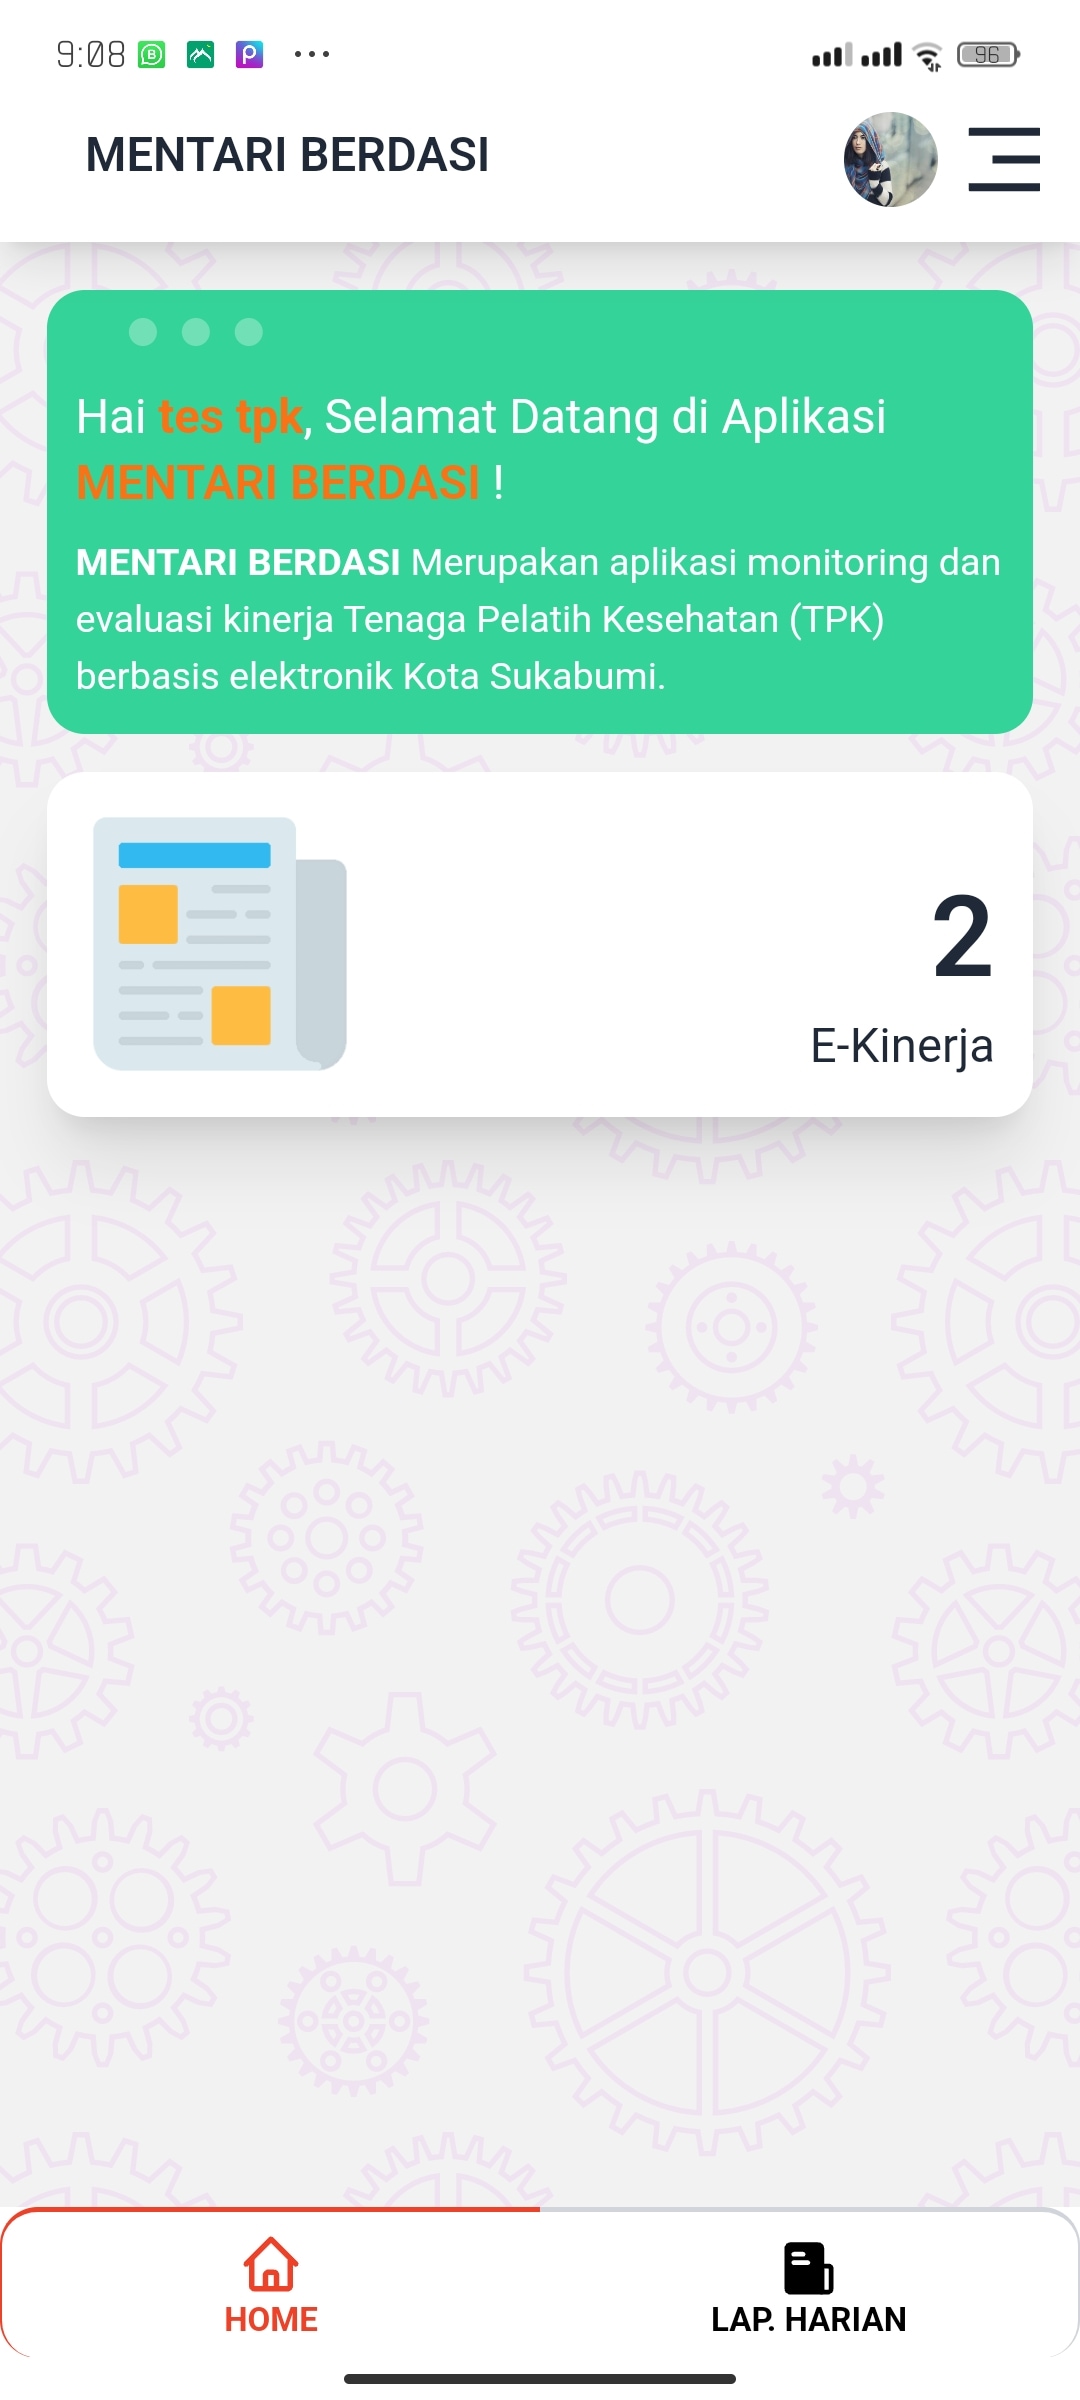 9:08
96
MENTARI BERDASI
Hai tes tpk, Selamat Datang di Aplikasi
MENTARI BERDASI !
MENTARI BERDASI Merupakan aplikasi monitoring dan
evaluasi kinerja Tenaga Pelatih Kesehatan (TPK)
berbasis elektronik Kota Sukabumi.
2
E-Kinerja
HOME
LAP. HARIAN